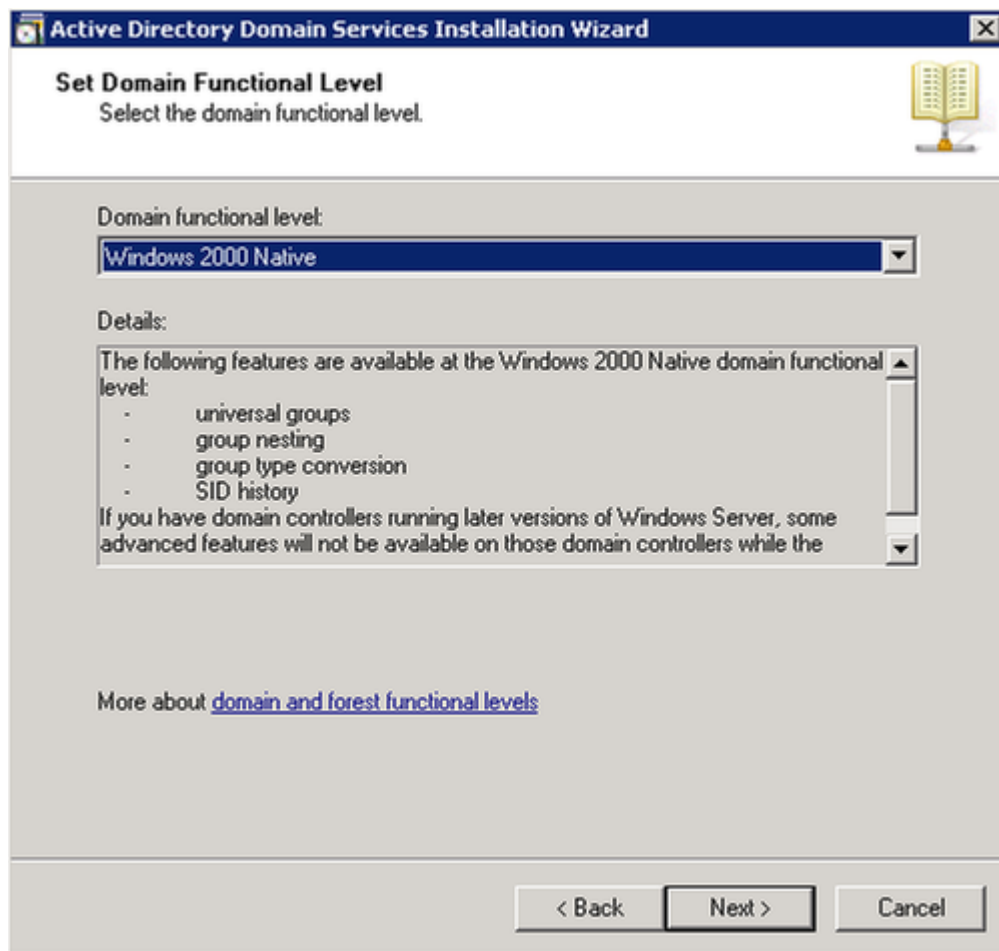 Active Directory Domain Services Installation Wizard
Set Domain Functional Level
Select the domain functional level.
Domain functional level:
Windows 2000 Native
Details:
The following features are available at the Windows 2000 Native domain functional
level:
- universal groups
- group nesting
- group type conversion
- SID history
If you have domain controllers running later versions of Windows Server, some
advanced features will not be available on those domain controllers while the
More about domain and forest functional levels
< Back Next > Cancel